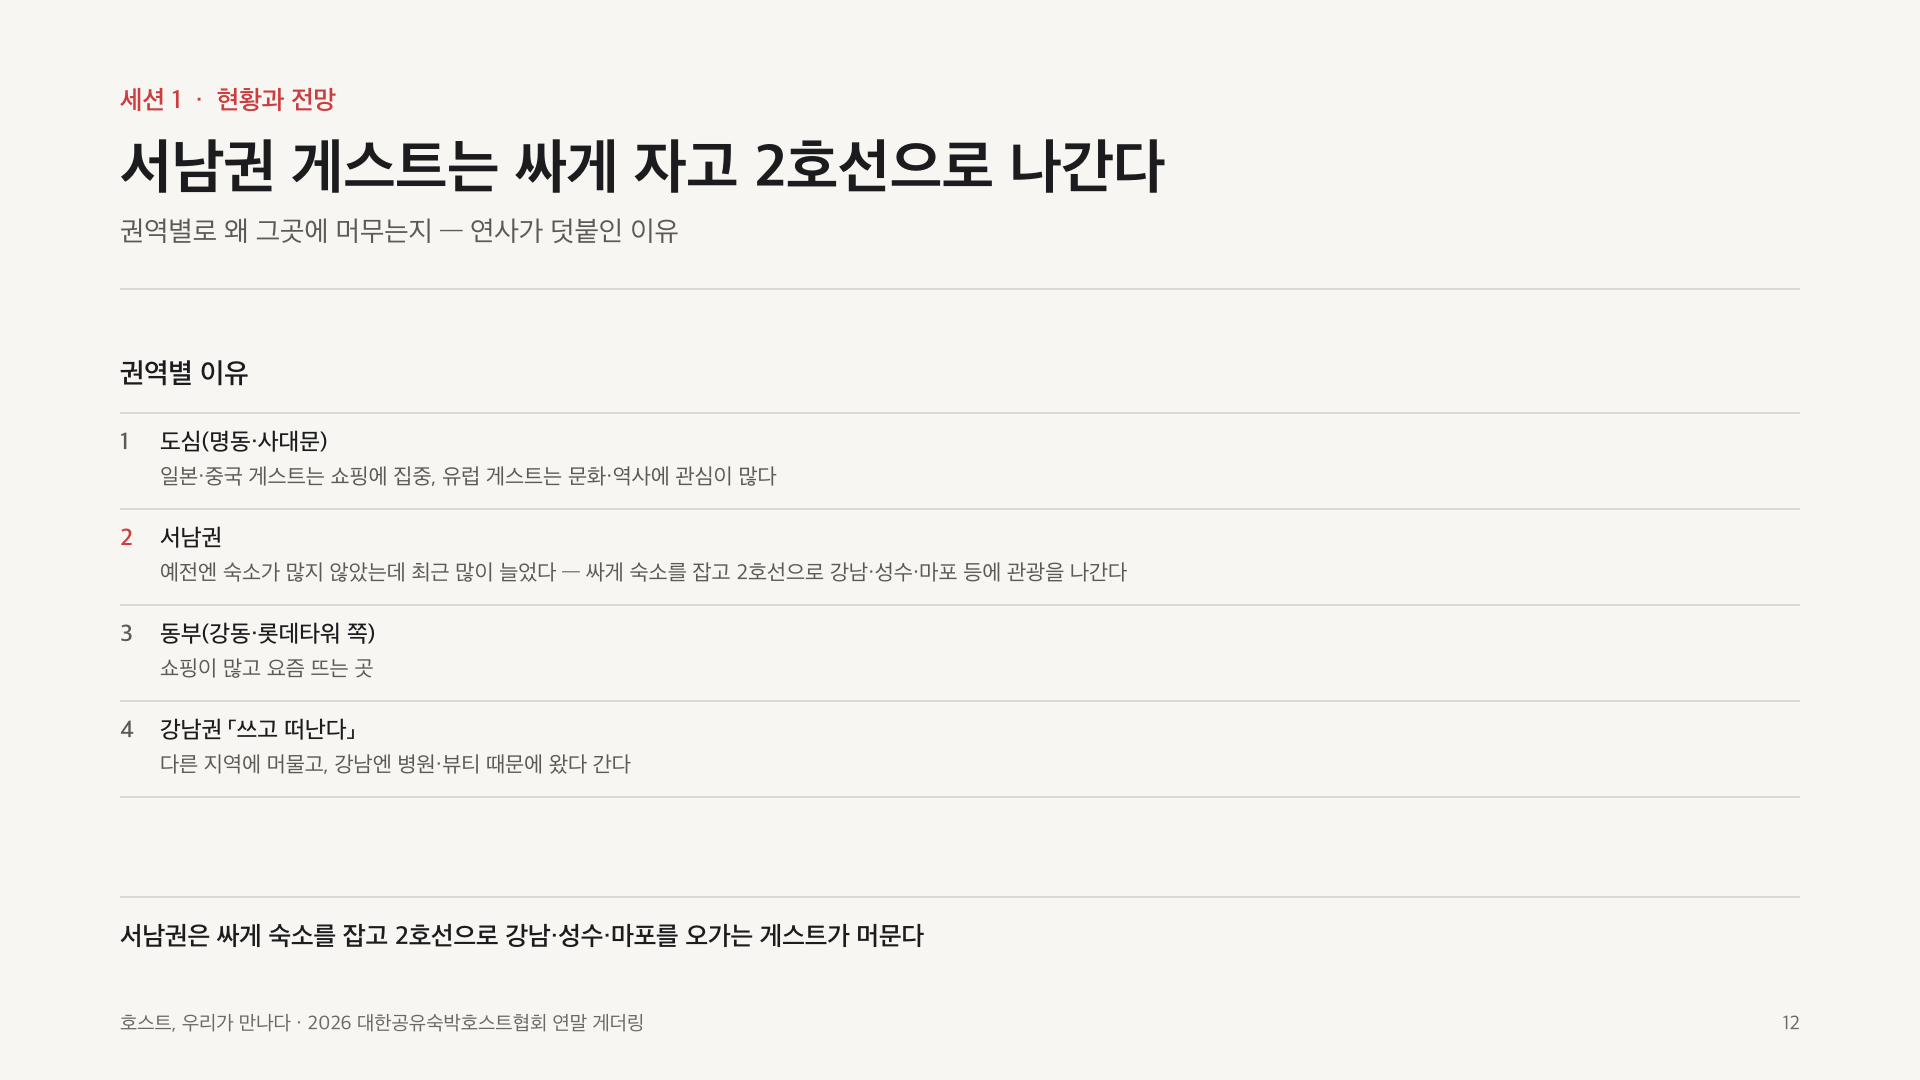 세션 1 · 현황과 전망
서남권 게스트는 싸게 자고 2호선으로 나간다
권역별로 왜 그곳에 머무는지 — 연사가 덧붙인 이유
권역별 이유
1 도심(명동·사대문)
일본·중국 게스트는 쇼핑에 집중, 유럽 게스트는 문화·역사에 관심이 많다
2 서남권
예전엔 숙소가 많지 않았는데 최근 많이 늘었다 — 싸게 숙소를 잡고 2호선으로 강남·성수·마포 등에 관광을 나간다
3 동부(강동·롯데타워 쪽)
쇼핑이 많고 요즘 뜨는 곳
4 강남권 「쓰고 떠난다」
다른 지역에 머물고, 강남엔 병원·뷰티 때문에 왔다 간다
서남권은 싸게 숙소를 잡고 2호선으로 강남·성수·마포를 오가는 게스트가 머문다
호스트, 우리가 만나다 · 2026 대한공유숙박호스트협회 연말 게더링
12